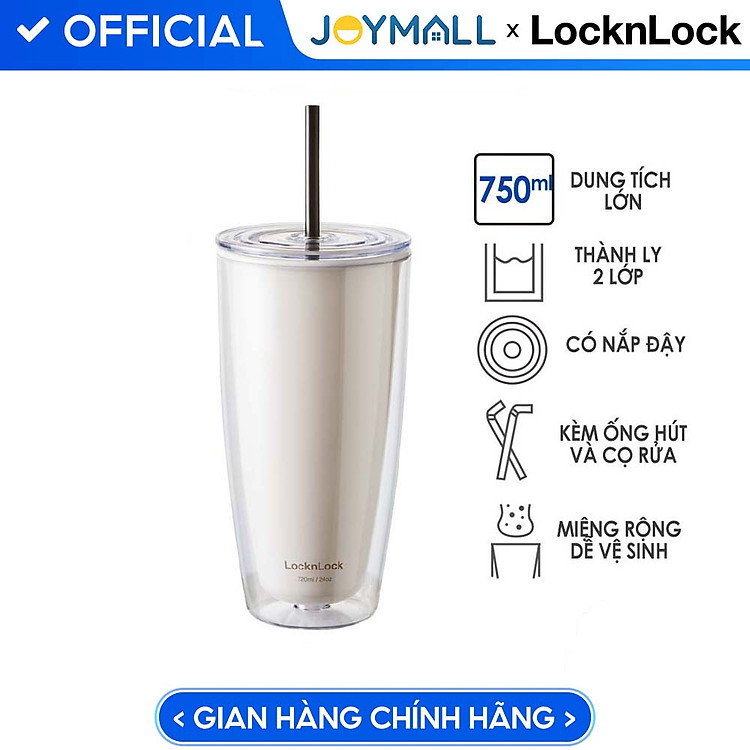 OFFICIAL
JOYMALL x LocknLock
750ml
DUNG TÍCH
LỚN
THÀNH LY
2 LỚP
CÓ NẮP ĐẬY
KÈM ỐNG HÚT
VÀ CỌ RỬA
MIỆNG RỘNG
DỄ VỆ SINH
LocknLock
720ml / 24oz
< GIAN HÀNG CHÍNH HÃNG >